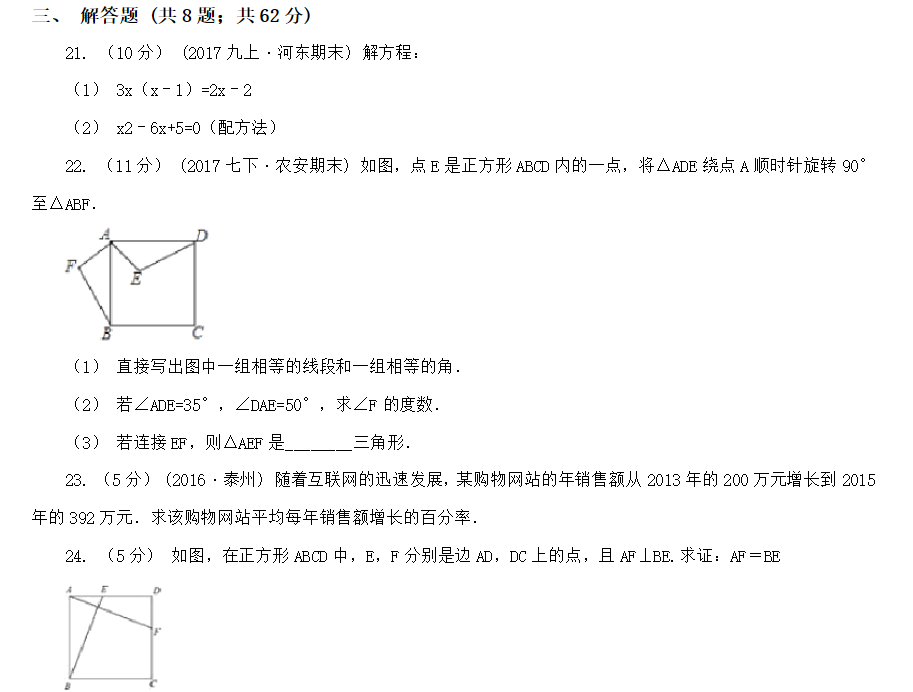 三、 解答题 (共8题；共62分)
21. （10分） (2017九上·河东期末) 解方程：
（1） 3x（x﹣1）=2x﹣2
（2） x2﹣6x+5=0（配方法）
22. （11分） (2017七下·农安期末) 如图，点E是正方形ABCD内的一点，将△ADE绕点A顺时针旋转90°
至△ABF．
A D
F E
B C
（1） 直接写出图中一组相等的线段和一组相等的角．
（2） 若∠ADE=35°，∠DAE=50°，求∠F的度数．
（3） 若连接EF，则△AEF是________三角形．
23. （5分） (2016·泰州) 随着互联网的迅速发展，某购物网站的年销售额从2013年的200万元增长到2015
年的392万元．求该购物网站平均每年销售额增长的百分率．
24. （5分） 如图，在正方形ABCD中，E，F分别是边AD，DC上的点，且AF⊥BE.求证：AF＝BE
A E D
F
B C